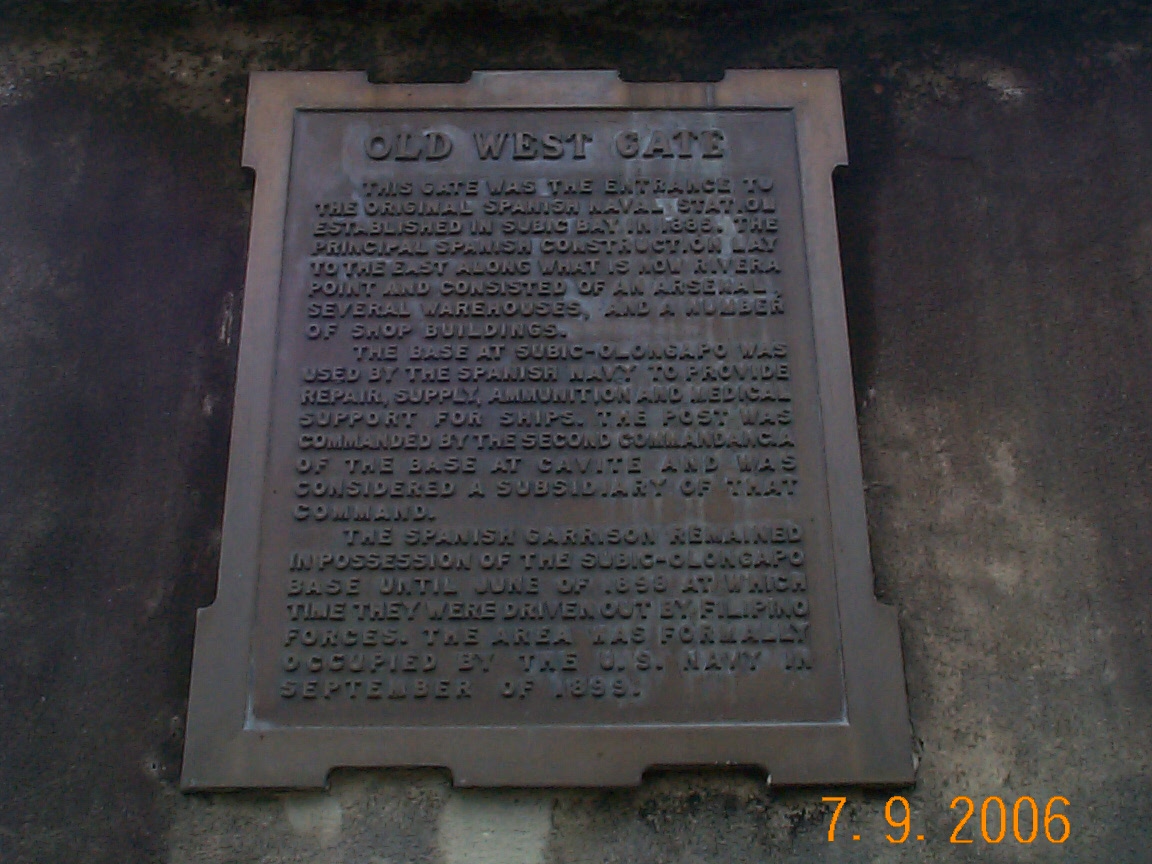 OLD WEST GATE
THIS GATE WAS THE ENTRANCE TO
THE ORIGINAL SPANISH NAVAL STATION
ESTABLISHED IN SUBIC BAY IN 1885. THE
PRINCIPAL SPANISH CONSTRUCTION LAY
TO THE EAST ALONG WHAT IS NOW RIVERA
POINT AND CONSISTED OF AN ARSENAL,
SEVERAL WAREHOUSES, AND A NUMBER
OF SHOP BUILDINGS.
THE BASE AT SUBIC-OLONGAPO WAS
USED BY THE SPANISH NAVY TO PROVIDE
REPAIR, SUPPLY, AMMUNITION AND MEDICAL
SUPPORT FOR SHIPS. THE POST WAS
COMMANDED BY THE SECOND COMMANDANCIA
OF THE BASE AT CAVITE AND WAS
CONSIDERED A SUBSIDIARY OF THAT
COMMAND.
THE SPANISH GARRISON REMAINED
IN POSSESSION OF THE SUBIC-OLONGAPO
BASE UNTIL JUNE OF 1898 AT WHICH
TIME THEY WERE DRIVEN OUT BY FILIPINO
FORCES. THE AREA WAS FORMALLY
OCCUPIED BY THE U.S. NAVY IN
SEPTEMBER OF 1899.
7. 9. 2006